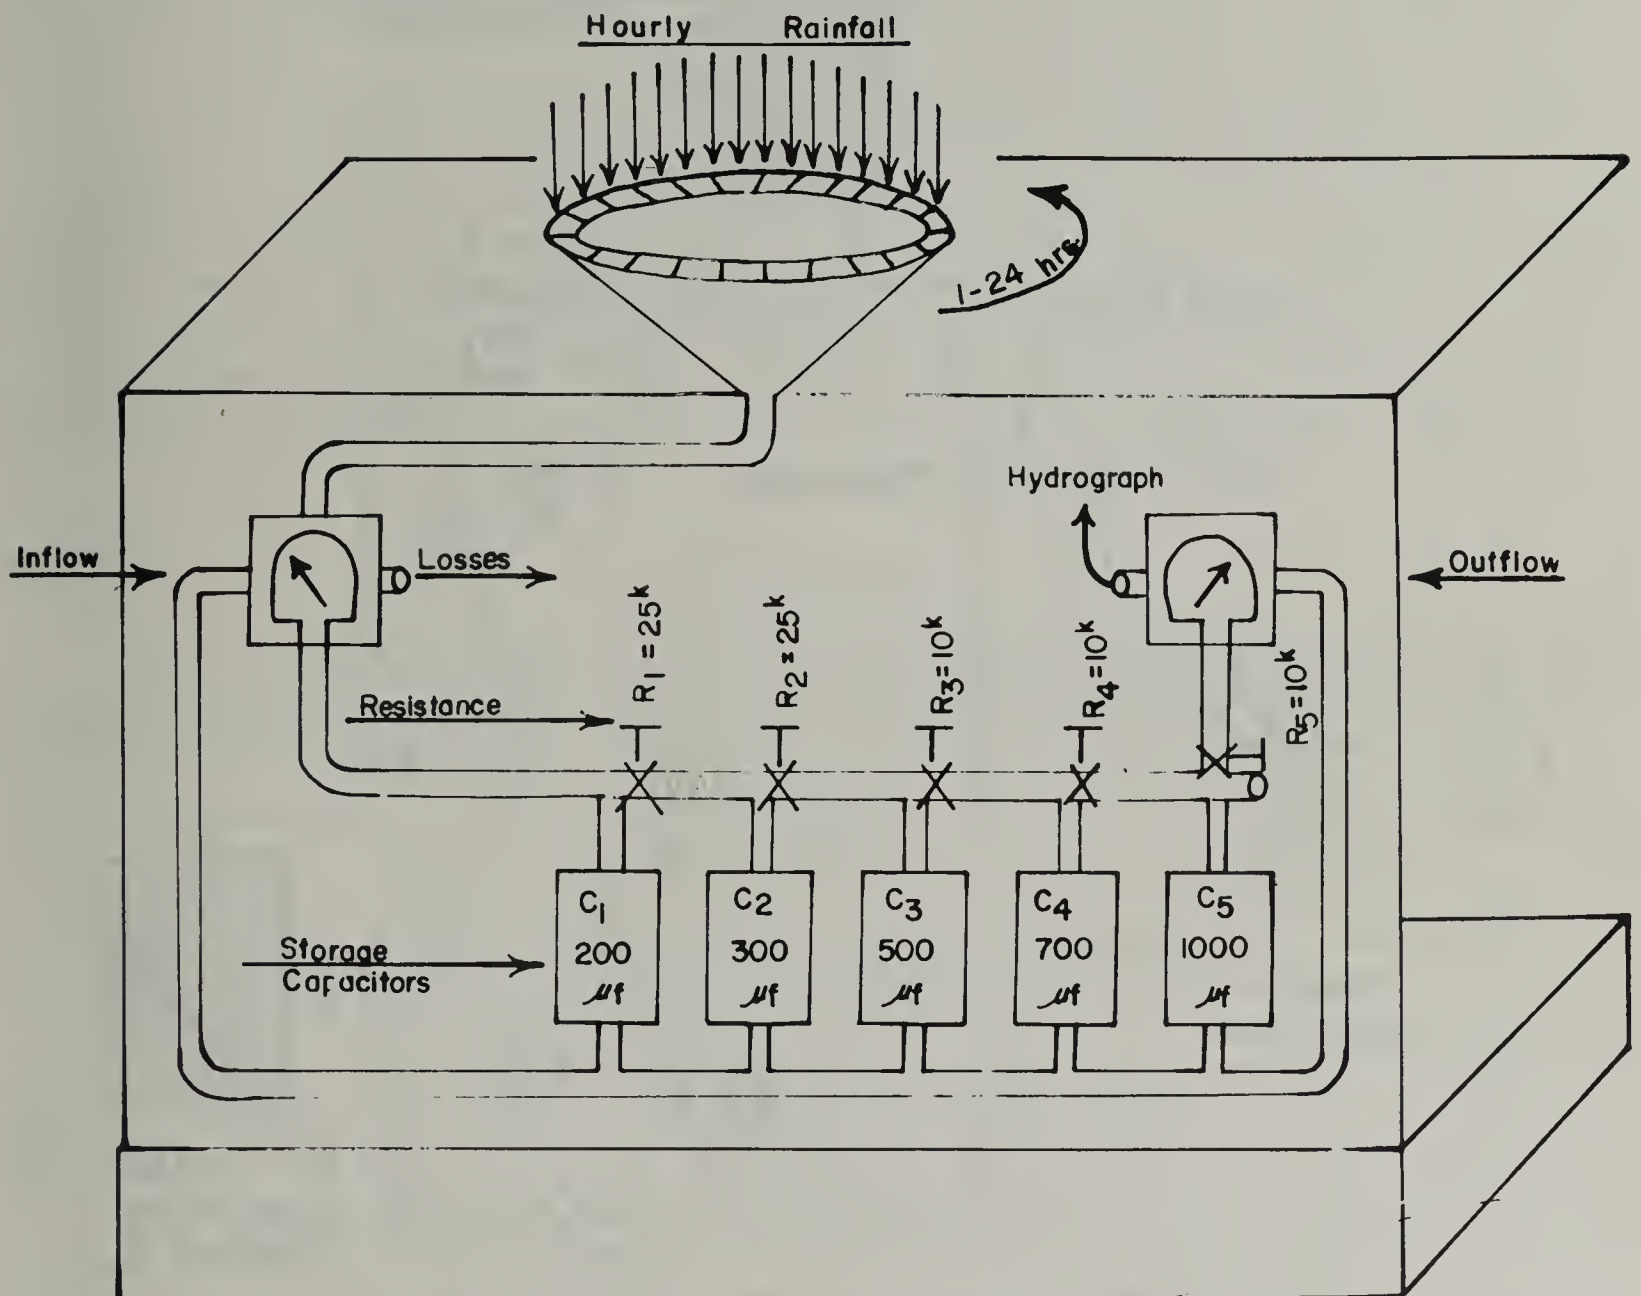 Hourly Rainfall
1-24 hrs.
Hydrograph
Inflow
Losses
Outflow
R1 = 25k
R2 = 25k
R3=10k
R4=10k
R5=10k
Resistance
C1
200
μf
C2
300
μf
C3
500
μf
C4
700
μf
C5
1000
μf
Storage
Capacitors